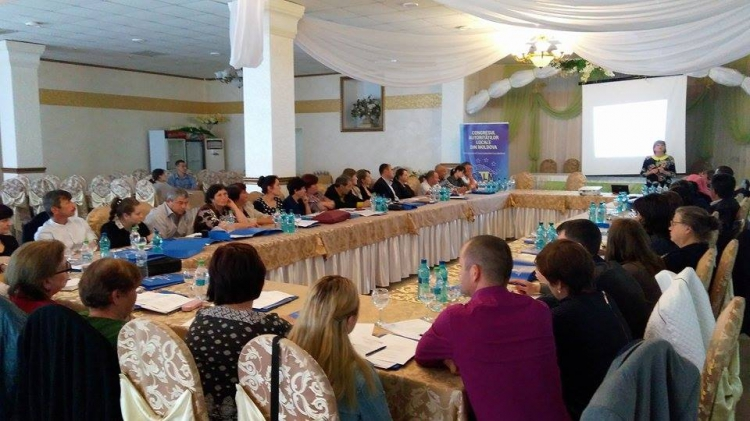 CONGRESUL
AUTORITĂȚILOR
LOCALE
DIN MOLDOVA